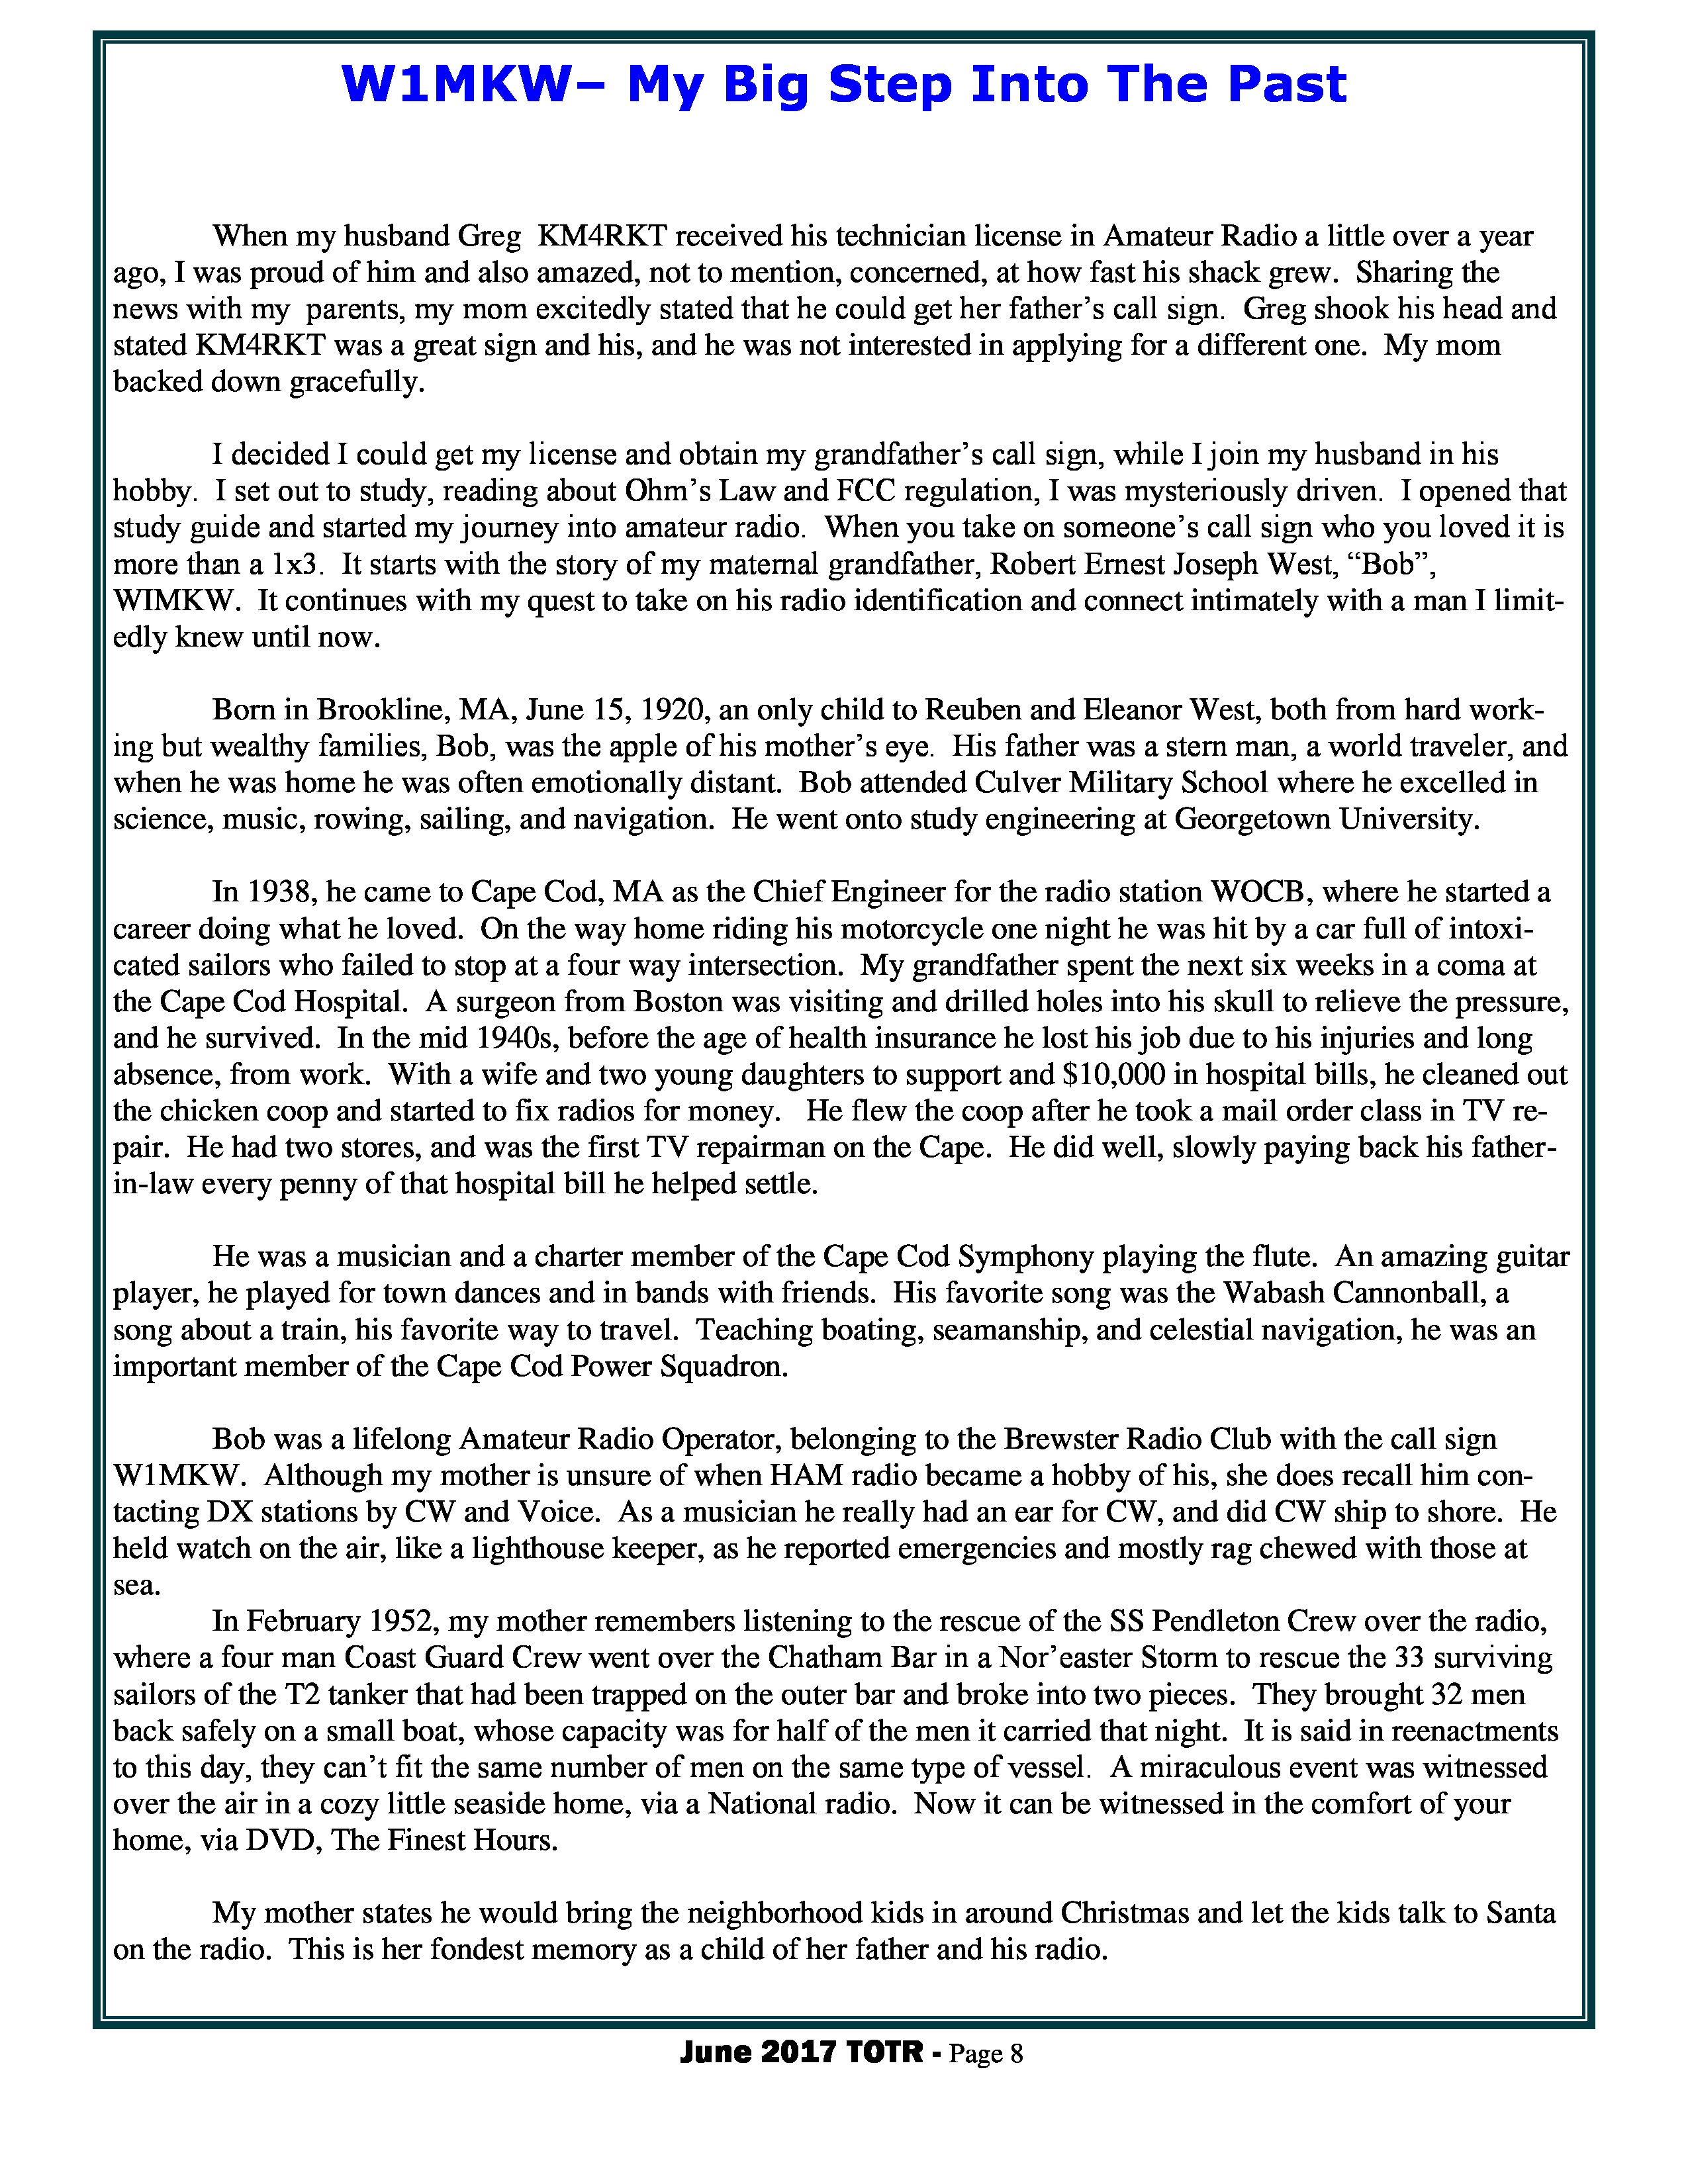 W1MKW– My Big Step Into The Past
When my husband Greg  KM4RKT received his technician license in Amateur Radio a little over a year
ago, I was proud of him and also amazed, not to mention, concerned, at how fast his shack grew.  Sharing the
news with my  parents, my mom excitedly stated that he could get her father’s call sign.  Greg shook his head and
stated KM4RKT was a great sign and his, and he was not interested in applying for a different one.  My mom
backed down gracefully.
I decided I could get my license and obtain my grandfather’s call sign, while I join my husband in his
hobby.  I set out to study, reading about Ohm’s Law and FCC regulation, I was mysteriously driven.  I opened that
study guide and started my journey into amateur radio.  When you take on someone’s call sign who you loved it is
more than a 1x3.  It starts with the story of my maternal grandfather, Robert Ernest Joseph West, “Bob”,
WIMKW.  It continues with my quest to take on his radio identification and connect intimately with a man I limit-
edly knew until now.
Born in Brookline, MA, June 15, 1920, an only child to Reuben and Eleanor West, both from hard work-
ing but wealthy families, Bob, was the apple of his mother’s eye.  His father was a stern man, a world traveler, and
when he was home he was often emotionally distant.  Bob attended Culver Military School where he excelled in
science, music, rowing, sailing, and navigation.  He went onto study engineering at Georgetown University.
In 1938, he came to Cape Cod, MA as the Chief Engineer for the radio station WOCB, where he started a
career doing what he loved.  On the way home riding his motorcycle one night he was hit by a car full of intoxi-
cated sailors who failed to stop at a four way intersection.  My grandfather spent the next six weeks in a coma at
the Cape Cod Hospital.  A surgeon from Boston was visiting and drilled holes into his skull to relieve the pressure,
and he survived.  In the mid 1940s, before the age of health insurance he lost his job due to his injuries and long
absence, from work.  With a wife and two young daughters to support and $10,000 in hospital bills, he cleaned out
the chicken coop and started to fix radios for money.   He flew the coop after he took a mail order class in TV re-
pair.  He had two stores, and was the first TV repairman on the Cape.  He did well, slowly paying back his father-
in-law every penny of that hospital bill he helped settle.
He was a musician and a charter member of the Cape Cod Symphony playing the flute.  An amazing guitar
player, he played for town dances and in bands with friends.  His favorite song was the Wabash Cannonball, a
song about a train, his favorite way to travel.  Teaching boating, seamanship, and celestial navigation, he was an
important member of the Cape Cod Power Squadron.
Bob was a lifelong Amateur Radio Operator, belonging to the Brewster Radio Club with the call sign
W1MKW.  Although my mother is unsure of when HAM radio became a hobby of his, she does recall him con-
tacting DX stations by CW and Voice.  As a musician he really had an ear for CW, and did CW ship to shore.  He
held watch on the air, like a lighthouse keeper, as he reported emergencies and mostly rag chewed with those at
sea.
In February 1952, my mother remembers listening to the rescue of the SS Pendleton Crew over the radio,
where a four man Coast Guard Crew went over the Chatham Bar in a Nor’easter Storm to rescue the 33 surviving
sailors of the T2 tanker that had been trapped on the outer bar and broke into two pieces.  They brought 32 men
back safely on a small boat, whose capacity was for half of the men it carried that night.  It is said in reenactments
to this day, they can’t fit the same number of men on the same type of vessel.  A miraculous event was witnessed
over the air in a cozy little seaside home, via a National radio.  Now it can be witnessed in the comfort of your
home, via DVD, The Finest Hours.
My mother states he would bring the neighborhood kids in around Christmas and let the kids talk to Santa
on the radio.  This is her fondest memory as a child of her father and his radio.
June 2017 TOTR - Page 8